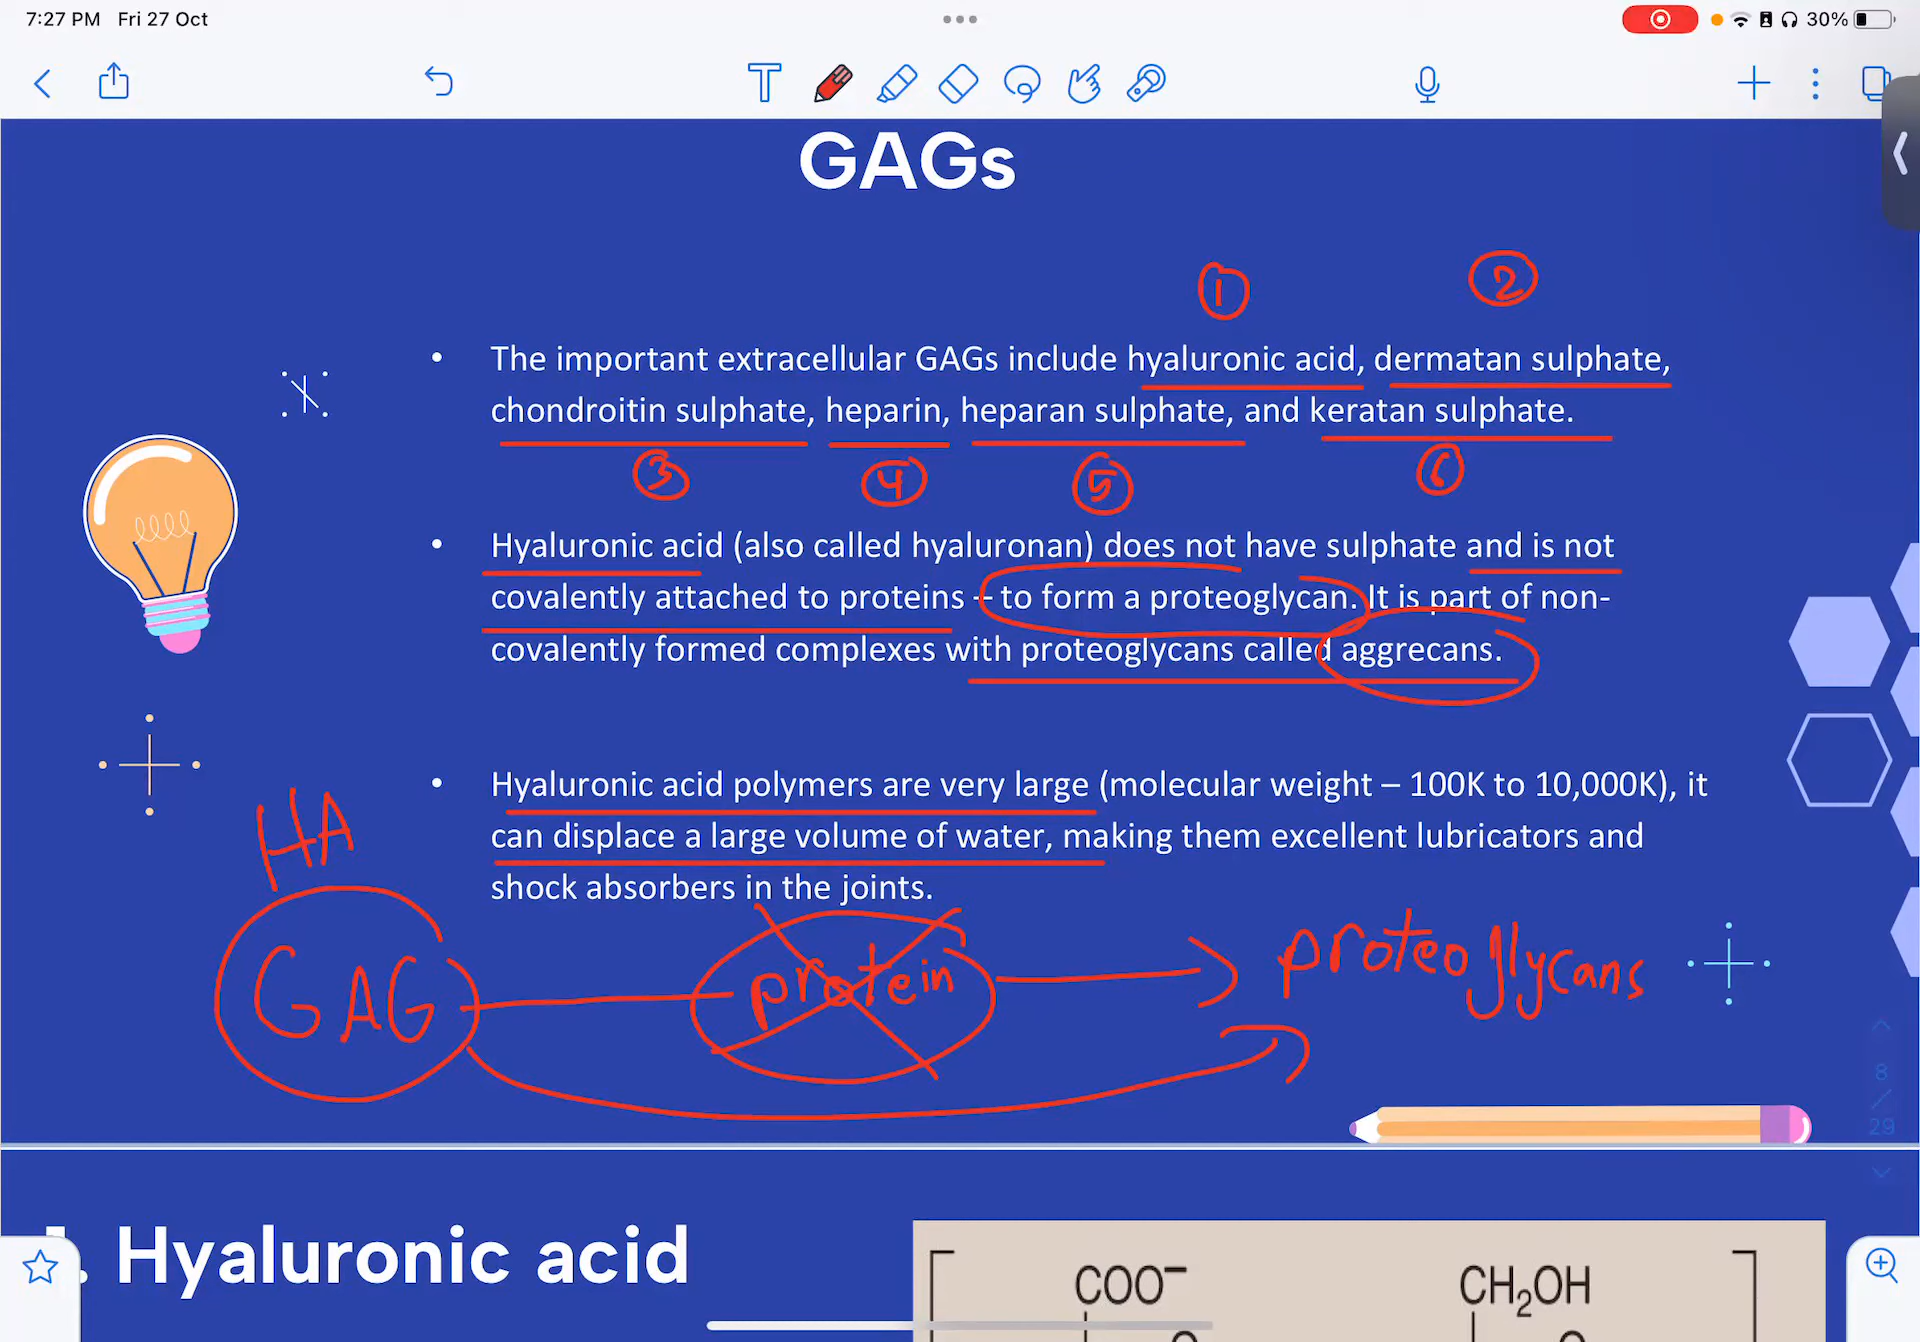 7:27 PM Fri 27 Oct
30%
GAGs
① ②
• The important extracellular GAGs include hyaluronic acid, dermatan sulphate,
chondroitin sulphate, heparin, heparan sulphate, and keratan sulphate.
③ ④ ⑤ ⑥
• Hyaluronic acid (also called hyaluronan) does not have sulphate and is not
covalently attached to proteins – to form a proteoglycan. It is part of non-
covalently formed complexes with proteoglycans called aggrecans.
• Hyaluronic acid polymers are very large (molecular weight – 100K to 10,000K), it
can displace a large volume of water, making them excellent lubricators and
shock absorbers in the joints.
HA
GAG protein proteoglycans
8
/
29
Hyaluronic acid
COO⁻ CH₂OH
O O